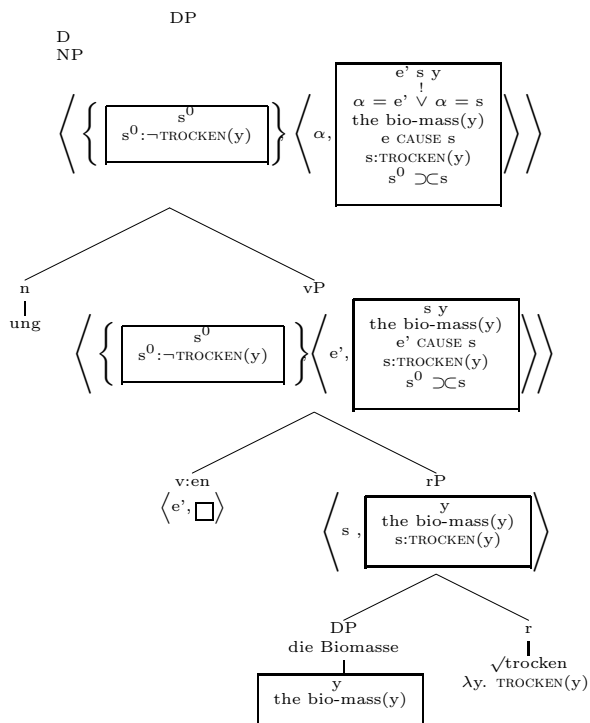 DP
D
NP
e' s y
!
α = e' ∨ α = s
the bio-mass(y)
e CAUSE s
s:TROCKEN(y)
s⁰ ⊃⊂ s
⟨ { s⁰
s⁰:¬TROCKEN(y) }, ⟨ α, ⟩⟩
n
ung
vP
⟨ { s⁰
s⁰:¬TROCKEN(y) }, ⟨ e',
s y
the bio-mass(y)
e' CAUSE s
s:TROCKEN(y)
s⁰ ⊃⊂ s ⟩⟩
v:en
⟨e', □⟩
rP
⟨ s ,
y
the bio-mass(y)
s:TROCKEN(y) ⟩
DP
die Biomasse
y
the bio-mass(y)
r
√trocken
λy. TROCKEN(y)